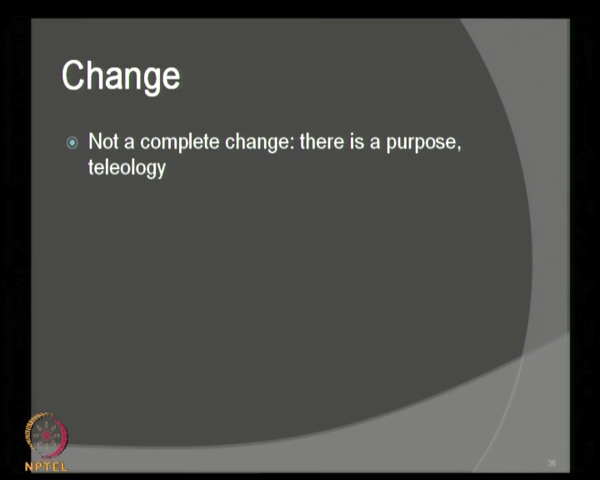 Change
Not a complete change: there is a purpose,
teleology
NPTEL